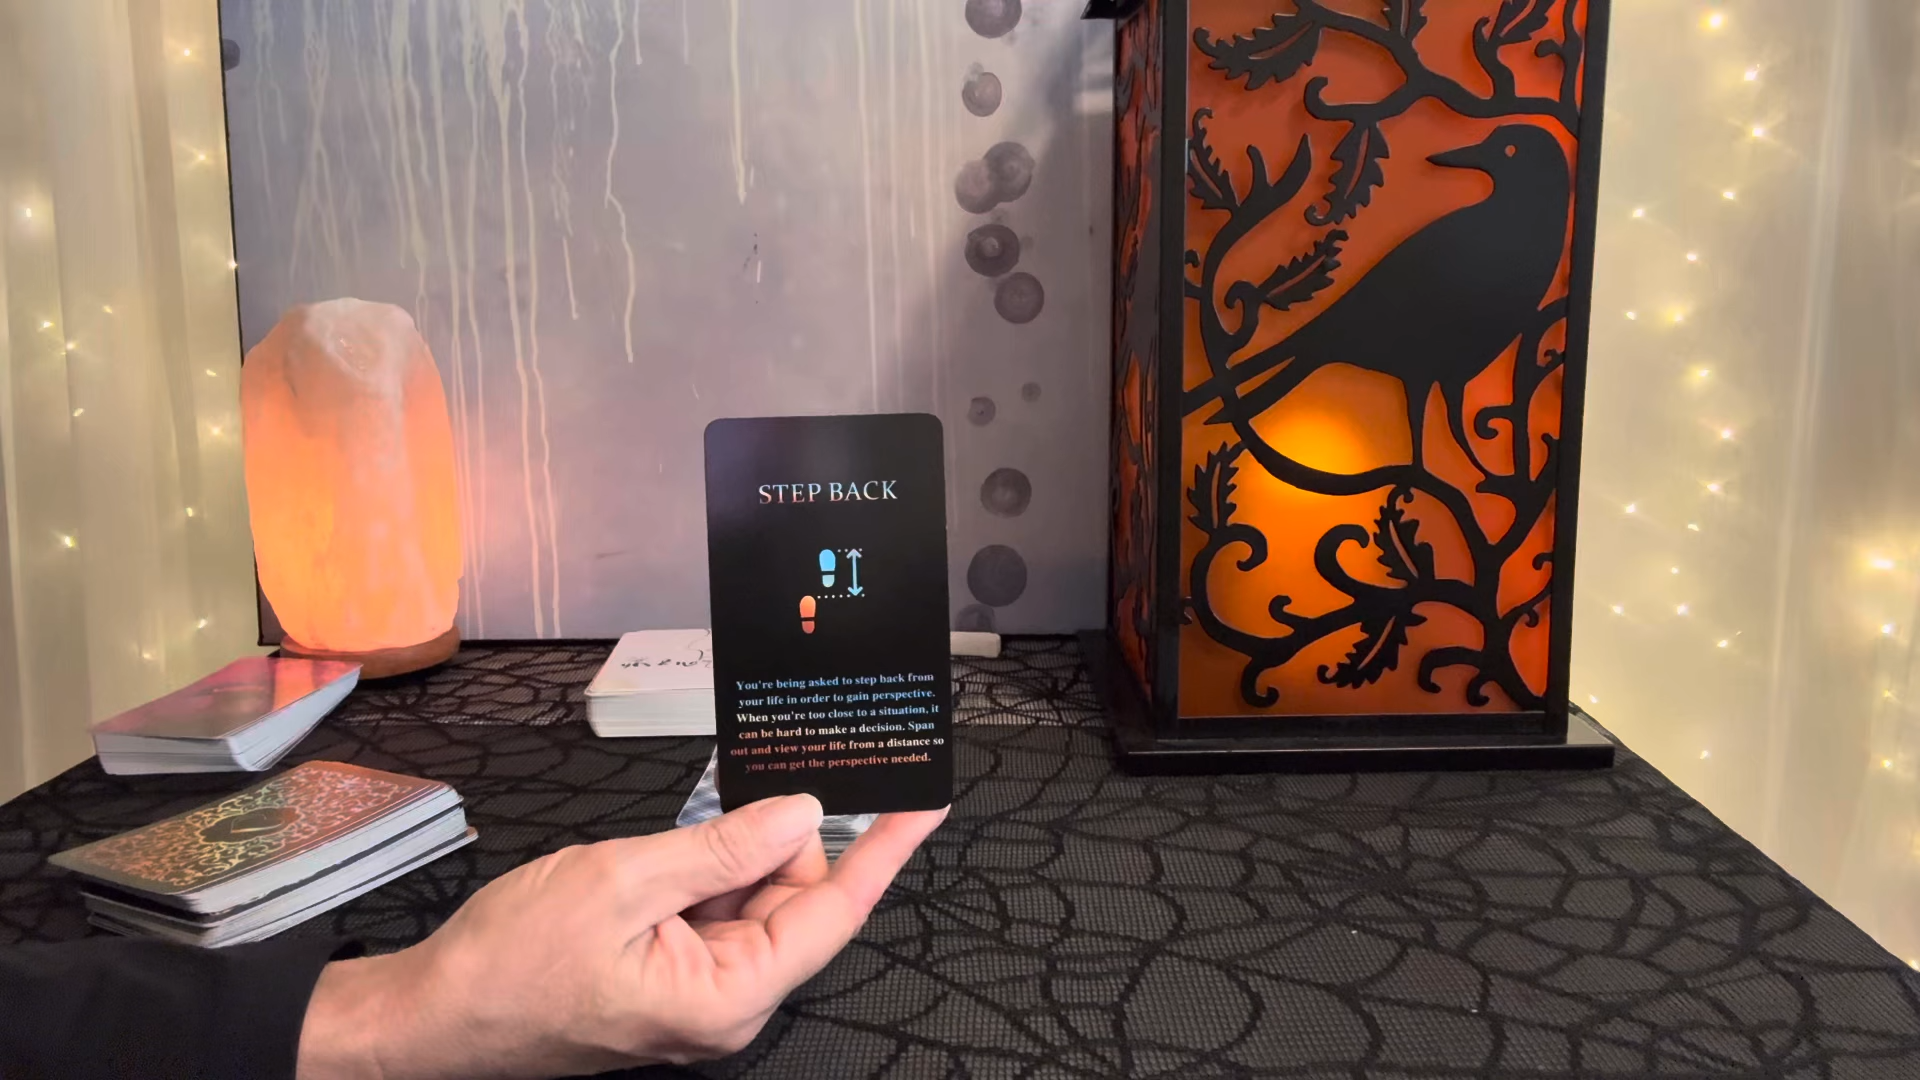 STEP BACK
You're being asked to step back from
your life in order to gain perspective.
When you're too close to a situation, it
can be hard to make a decision. Span
out and view your life from a distance so
you can get the perspective needed.